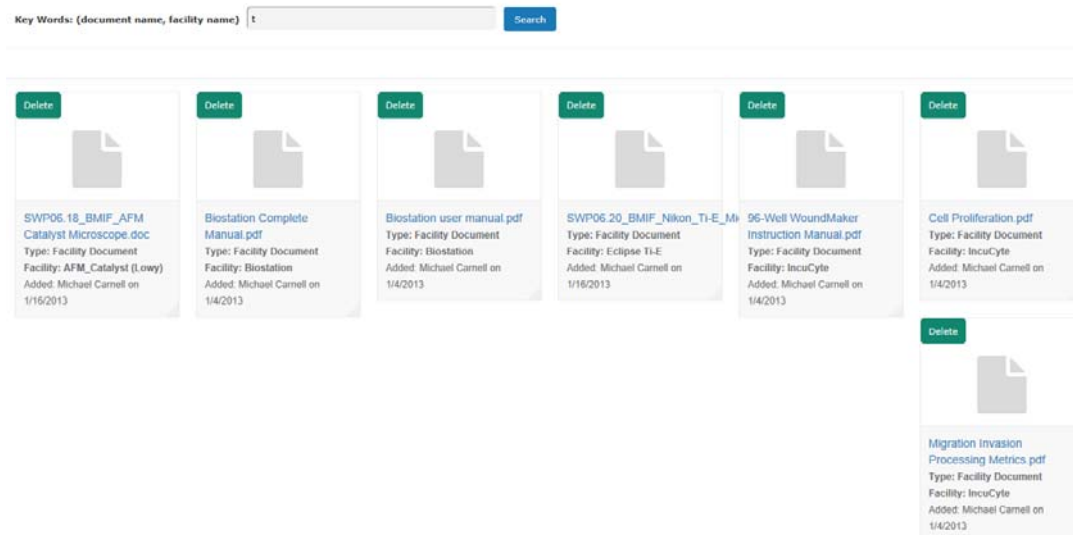 Key Words: (document name, facility name) t Search
Delete
SWP06.18_BMIF_AFM
Catalyst Microscope.doc
Type: Facility Document
Facility: AFM_Catalyst (Lowy)
Added: Michael Carnell on
1/16/2013
Delete
Biostation Complete
Manual.pdf
Type: Facility Document
Facility: Biostation
Added: Michael Carnell on
1/4/2013
Delete
Biostation user manual.pdf
Type: Facility Document
Facility: Biostation
Added: Michael Carnell on
1/4/2013
Delete
SWP06.20_BMIF_Nikon_Ti-E_Mi
Type: Facility Document
Facility: Eclipse Ti-E
Added: Michael Carnell on
1/16/2013
Delete
96-Well WoundMaker
Instruction Manual.pdf
Type: Facility Document
Facility: IncuCyte
Added: Michael Carnell on
1/4/2013
Delete
Cell Proliferation.pdf
Type: Facility Document
Facility: IncuCyte
Added: Michael Carnell on
1/4/2013
Delete
Migration Invasion
Processing Metrics.pdf
Type: Facility Document
Facility: IncuCyte
Added: Michael Carnell on
1/4/2013